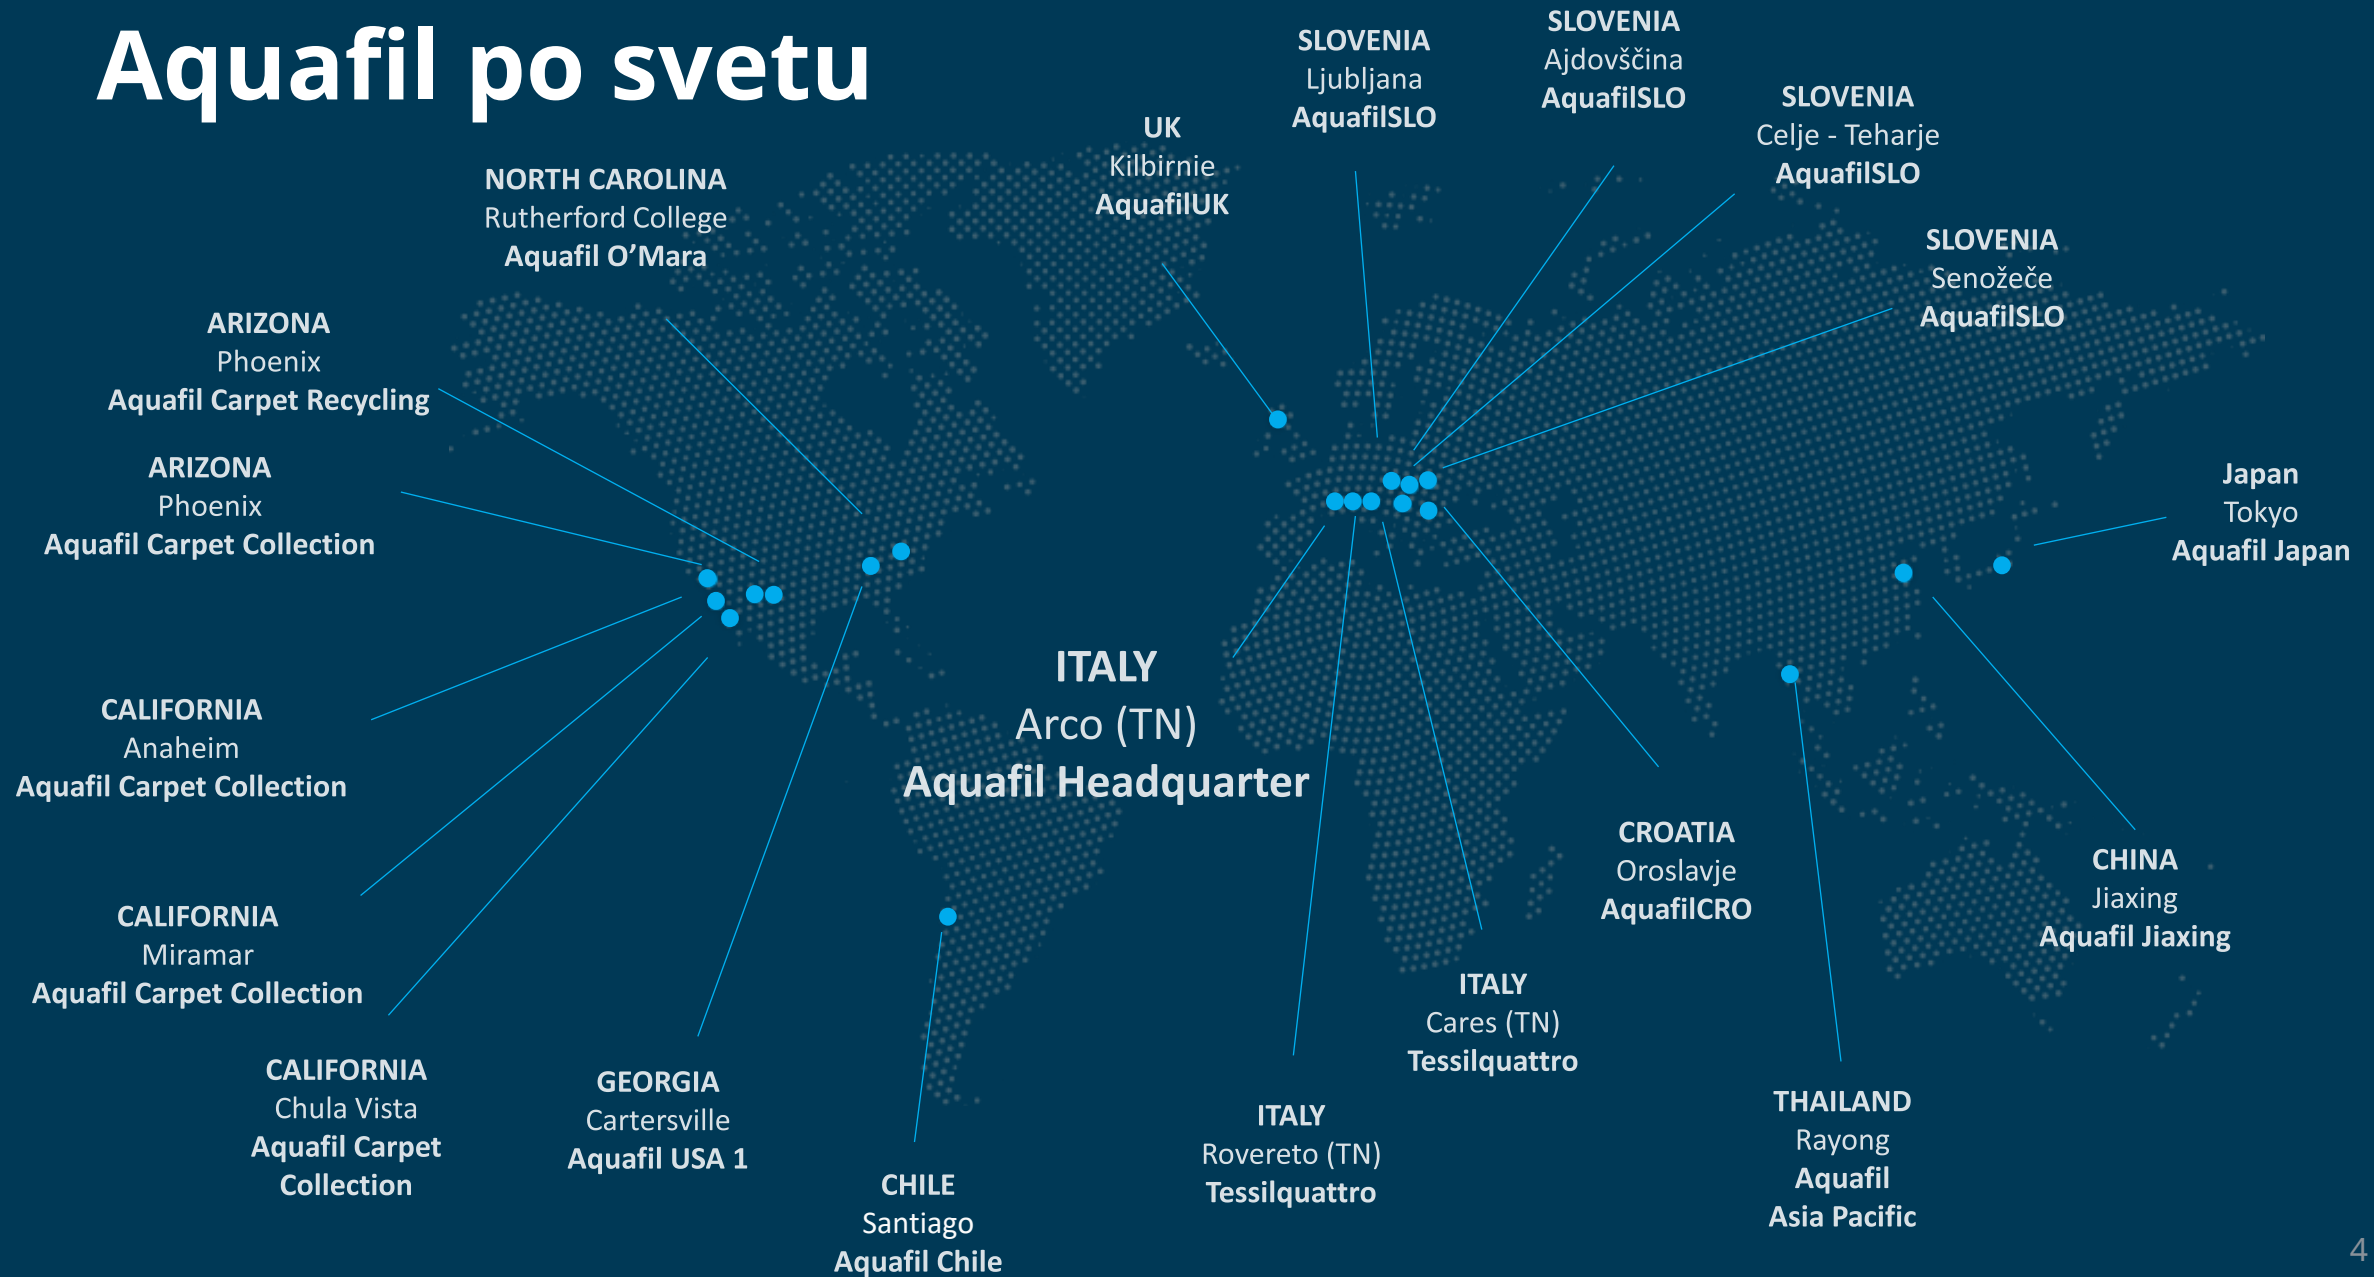 Aquafil po svetu
SLOVENIA
Ljubljana
AquafilSLO
SLOVENIA
Ajdovščina
AquafilSLO
SLOVENIA
Celje - Teharje
AquafilSLO
UK
Kilbirnie
AquafilUK
NORTH CAROLINA
Rutherford College
Aquafil O’Mara
SLOVENIA
Senožeče
AquafilSLO
ARIZONA
Phoenix
Aquafil Carpet Recycling
ARIZONA
Phoenix
Aquafil Carpet Collection
Japan
Tokyo
Aquafil Japan
ITALY
Arco (TN)
Aquafil Headquarter
CALIFORNIA
Anaheim
Aquafil Carpet Collection
CROATIA
Oroslavje
AquafilCRO
CHINA
Jiaxing
Aquafil Jiaxing
CALIFORNIA
Miramar
Aquafil Carpet Collection
ITALY
Cares (TN)
Tessilquattro
CALIFORNIA
Chula Vista
Aquafil Carpet
Collection
GEORGIA
Cartersville
Aquafil USA 1
ITALY
Rovereto (TN)
Tessilquattro
THAILAND
Rayong
Aquafil
Asia Pacific
CHILE
Santiago
Aquafil Chile
4